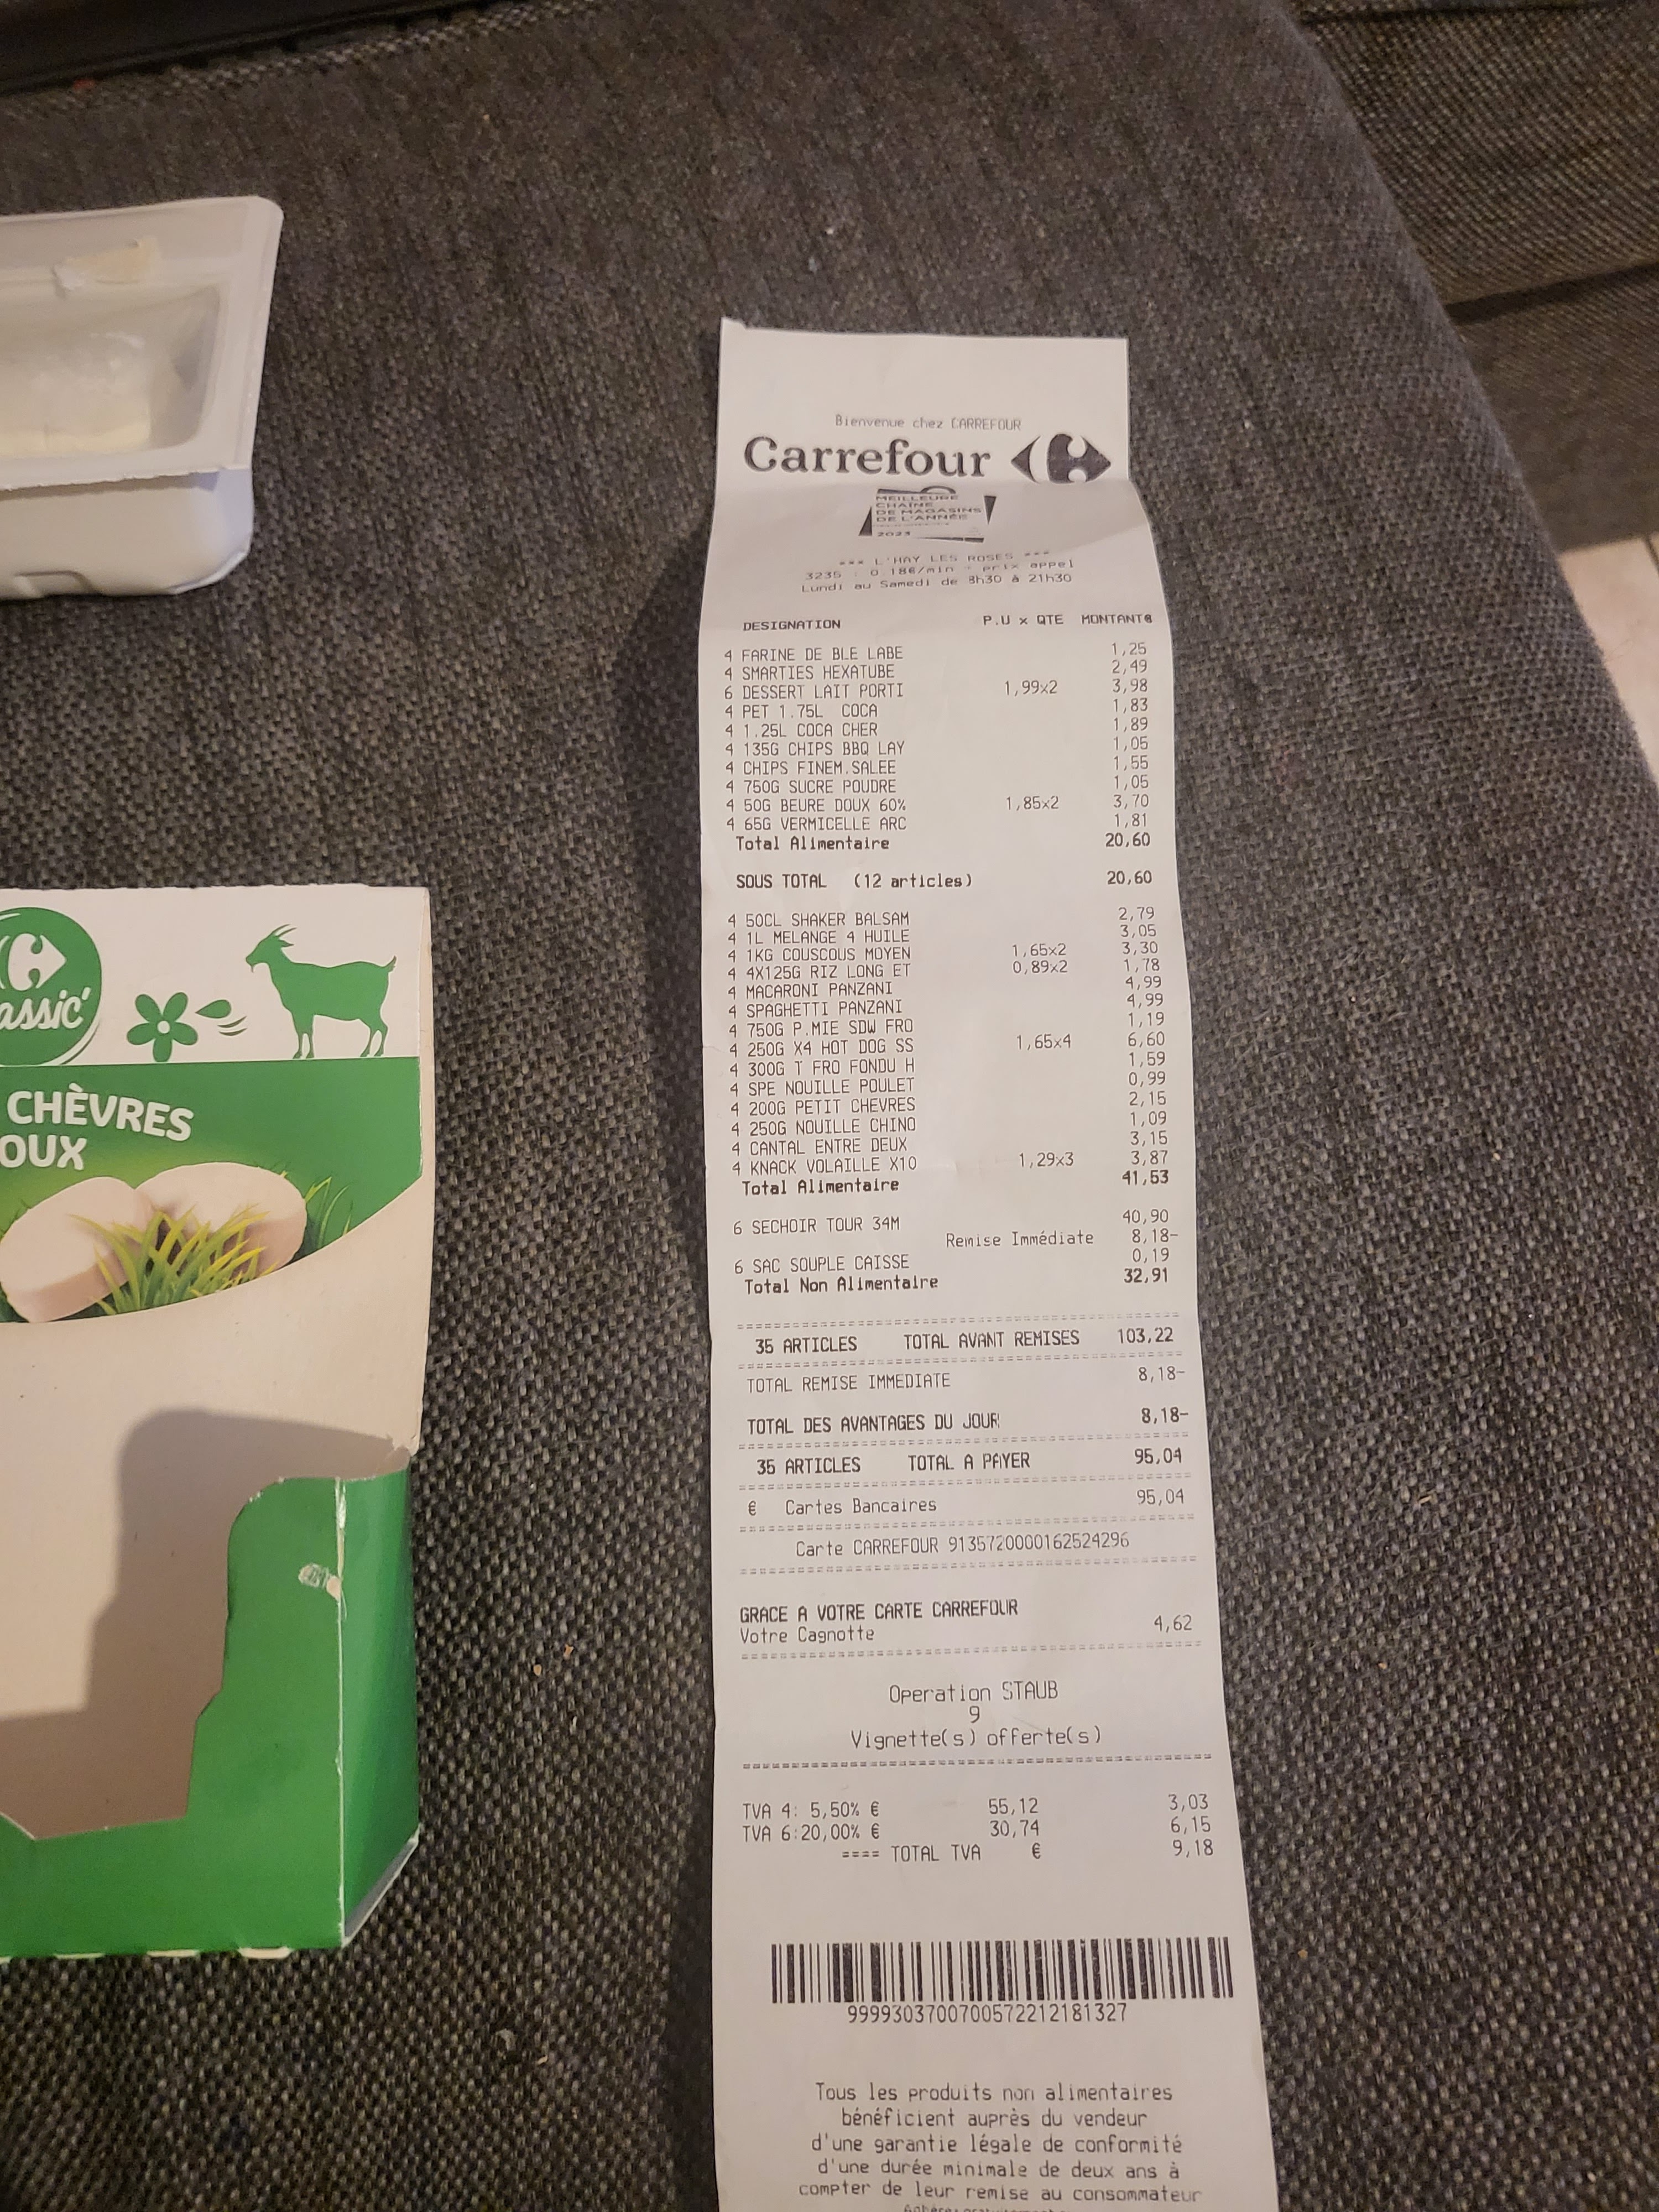 Bienvenue chez CARREFOUR
Carrefour
MEILLEURE
CHAÎNE
DE MAGASINS
DE L'ANNÉE
2023
*** L'HAY LES ROSES ***
3235 : 0.18€/min + prix appel
Lundi au Samedi de 8h30 à 21h30
DESIGNATION P.U x QTE MONTANT€
4 FARINE DE BLE LABE 1,25
4 SMARTIES HEXATUBE 2,49
6 DESSERT LAIT PORTI 1,99x2 3,98
4 PET 1.75L COCA 1,83
4 1.25L COCA CHER 1,89
4 135G CHIPS BBQ LAY 1,05
4 CHIPS FINEM.SALEE 1,55
4 750G SUCRE POUDRE 1,05
4 50G BEURE DOUX 60% 1,85x2 3,70
4 65G VERMICELLE ARC 1,81
Total Alimentaire 20,60
SOUS TOTAL (12 articles) 20,60
4 50CL SHAKER BALSAM 2,79
4 1L MELANGE 4 HUILE 3,05
4 1KG COUSCOUS MOYEN 1,65x2 3,30
4 4X125G RIZ LONG ET 0,89x2 1,78
4 MACARONI PANZANI 4,99
4 SPAGHETTI PANZANI 4,99
4 750G P.MIE SDW FRO 1,19
4 250G X4 HOT DOG SS 1,65x4 6,60
4 300G T FRO FONDU H 1,59
4 SPE NOUILLE POULET 0,99
4 200G PETIT CHEVRES 2,15
4 250G NOUILLE CHINO 1,09
4 CANTAL ENTRE DEUX 3,15
4 KNACK VOLAILLE X10 1,29x3 3,87
Total Alimentaire 41,53
6 SECHOIR TOUR 34M 40,90
Remise Immédiate 8,18-
6 SAC SOUPLE CAISSE 0,19
Total Non Alimentaire 32,91
35 ARTICLES TOTAL AVANT REMISES 103,22
TOTAL REMISE IMMEDIATE 8,18-
TOTAL DES AVANTAGES DU JOUR 8,18-
35 ARTICLES TOTAL A PAYER 95,04
€ Cartes Bancaires 95,04
Carte CARREFOUR 9135720000162524296
GRACE A VOTRE CARTE CARREFOUR
Votre Cagnotte 4,62
Operation STAUB
9
Vignette(s) offerte(s)
TVA 4: 5,50% € 55,12 3,03
TVA 6:20,00% € 30,74 6,15
==== TOTAL TVA € 9,18
9999303700700572212181327
Tous les produits non alimentaires
bénéficient auprès du vendeur
d'une garantie légale de conformité
d'une durée minimale de deux ans à
compter de leur remise au consommateur
assic'
CHÈVRES
OUX